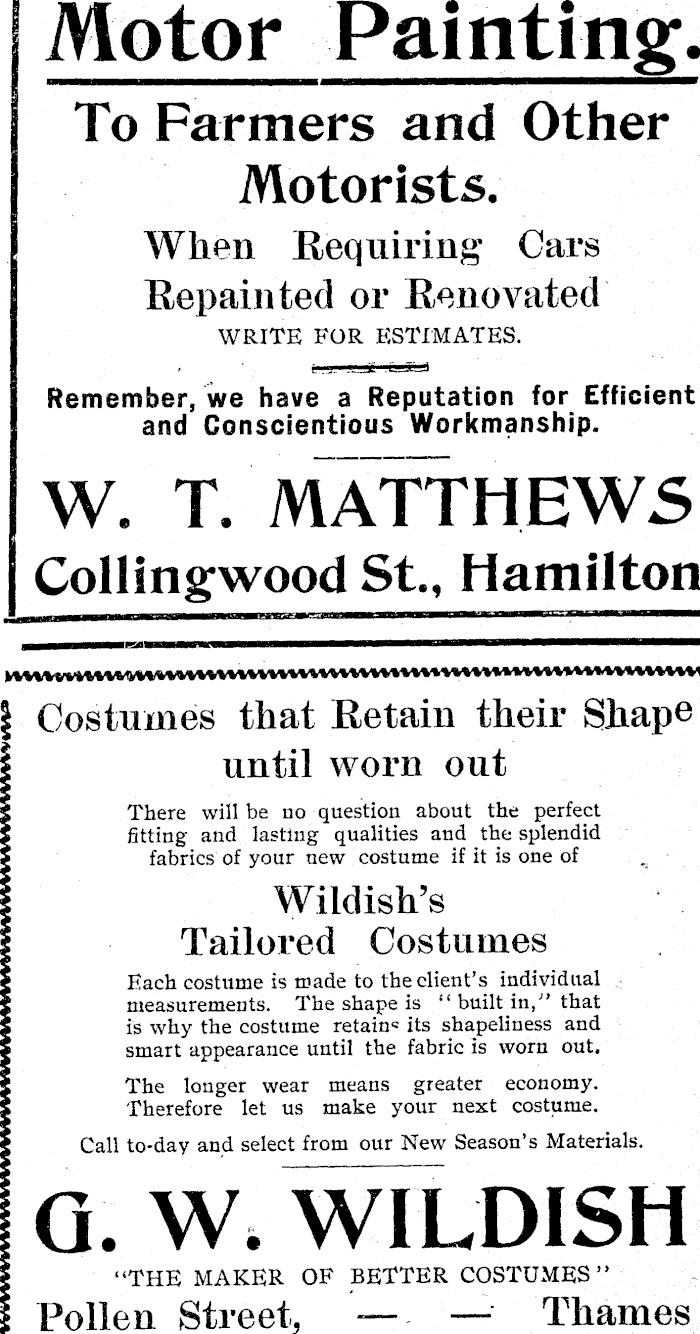 Motor Painting.
To Farmers and Other
Motorists.
When Requiring Cars
Repainted or Renovated
WRITE FOR ESTIMATES.
Remember, we have a Reputation for Efficient
and Conscientious Workmanship.
W. T. MATTHEWS
Collingwood St., Hamilton
Costumes that Retain their Shape
until worn out
There will be no question about the perfect
fitting and lasting qualities and the splendid
fabrics of your new costume if it is one of
Wildish's
Tailored Costumes
Each costume is made to the client's individual
measurements. The shape is "built in," that
is why the costume retains its shapeliness and
smart appearance until the fabric is worn out.
The longer wear means greater economy.
Therefore let us make your next costume.
Call to-day and select from our New Season's Materials.
G. W. WILDISH
"THE MAKER OF BETTER COSTUMES"
Pollen Street, — — Thames